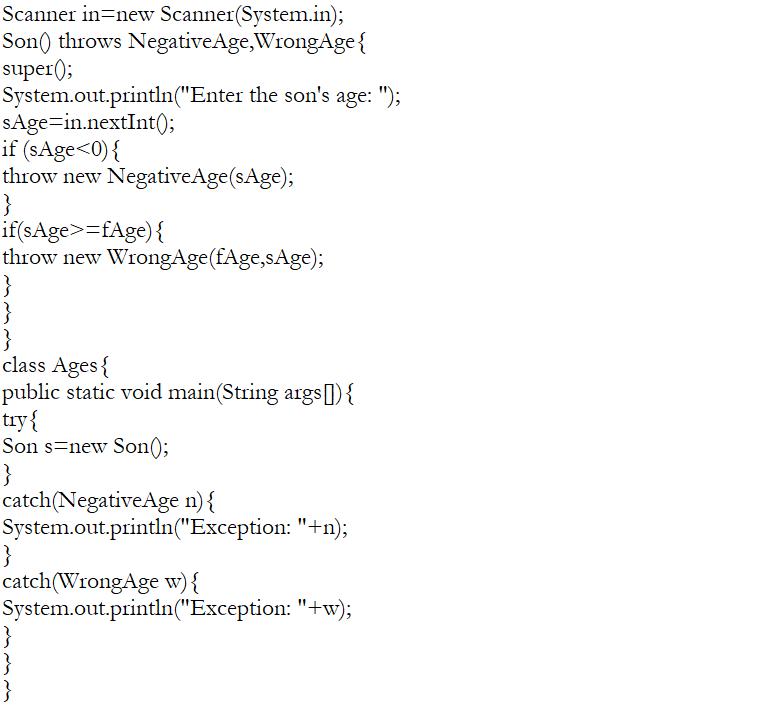 Scanner in=new Scanner(System.in);
Son() throws NegativeAge,WrongAge{
super();
System.out.println("Enter the son's age: ");
sAge=in.nextInt();
if (sAge<0){
throw new NegativeAge(sAge);
}
if(sAge>=fAge){
throw new WrongAge(fAge,sAge);
}
}
}
class Ages{
public static void main(String args[]){
try{
Son s=new Son();
}
catch(NegativeAge n){
System.out.println("Exception: "+n);
}
catch(WrongAge w){
System.out.println("Exception: "+w);
}
}
}